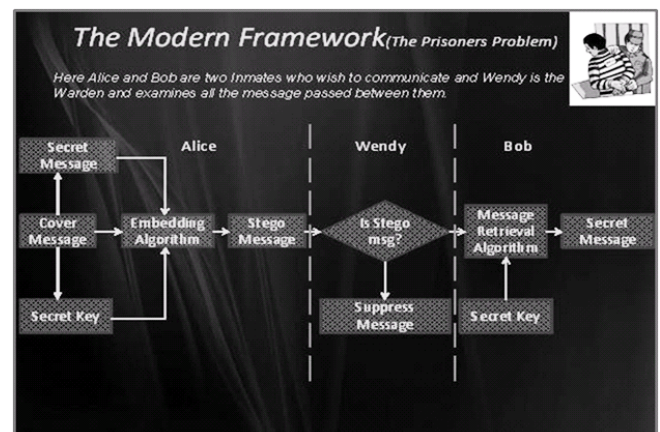 The Modern Framework(The Prisoners Problem)
Here Alice and Bob are two Inmates who wish to communicate and Wendy is the
Warden and examines all the message passed between them.
Alice
Wendy
Bob
Secret
Message
Cover
Message
Embedding
Algorithm
Stego
Message
Is Stego
msg?
Message
Retrieval
Algorithm
Secret
Message
Secret Key
Suppress
Message
Secret Key